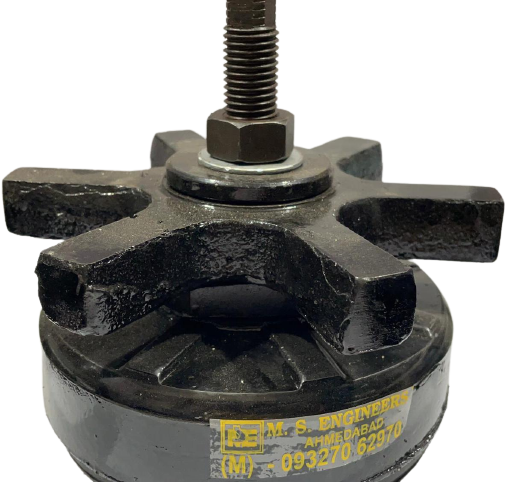 M. S. ENGINEERS
AHMEDABAD
(M) - 093270 62970